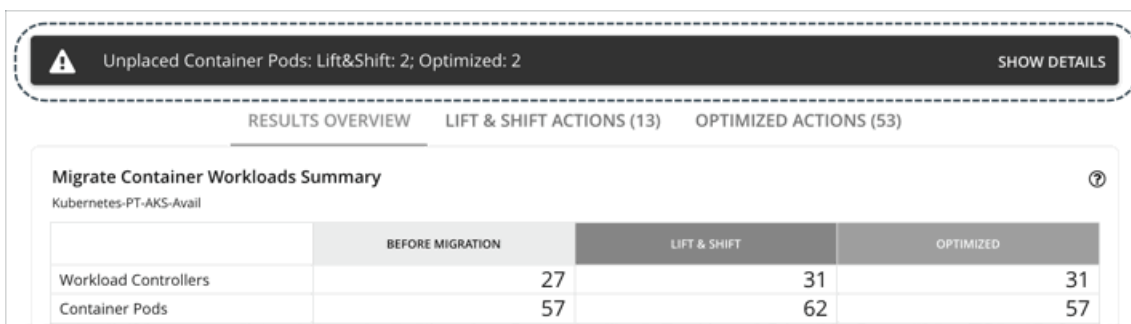 Unplaced Container Pods: Lift&Shift: 2; Optimized: 2 SHOW DETAILS
RESULTS OVERVIEW LIFT & SHIFT ACTIONS (13) OPTIMIZED ACTIONS (53)
Migrate Container Workloads Summary
Kubernetes-PT-AKS-Avail
BEFORE MIGRATION LIFT & SHIFT OPTIMIZED
Workload Controllers 27 31 31
Container Pods 57 62 57